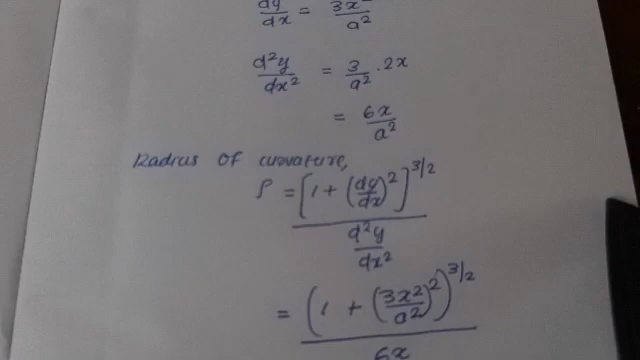 dy/dx = 3x²/a²
d²y/dx² = 3/a² · 2x
= 6x/a²
Radius of curvature,
ρ = [1 + (dy/dx)²]^3/2 / d²y/dx²
= (1 + (3x²/a²)²)^3/2 / 6x